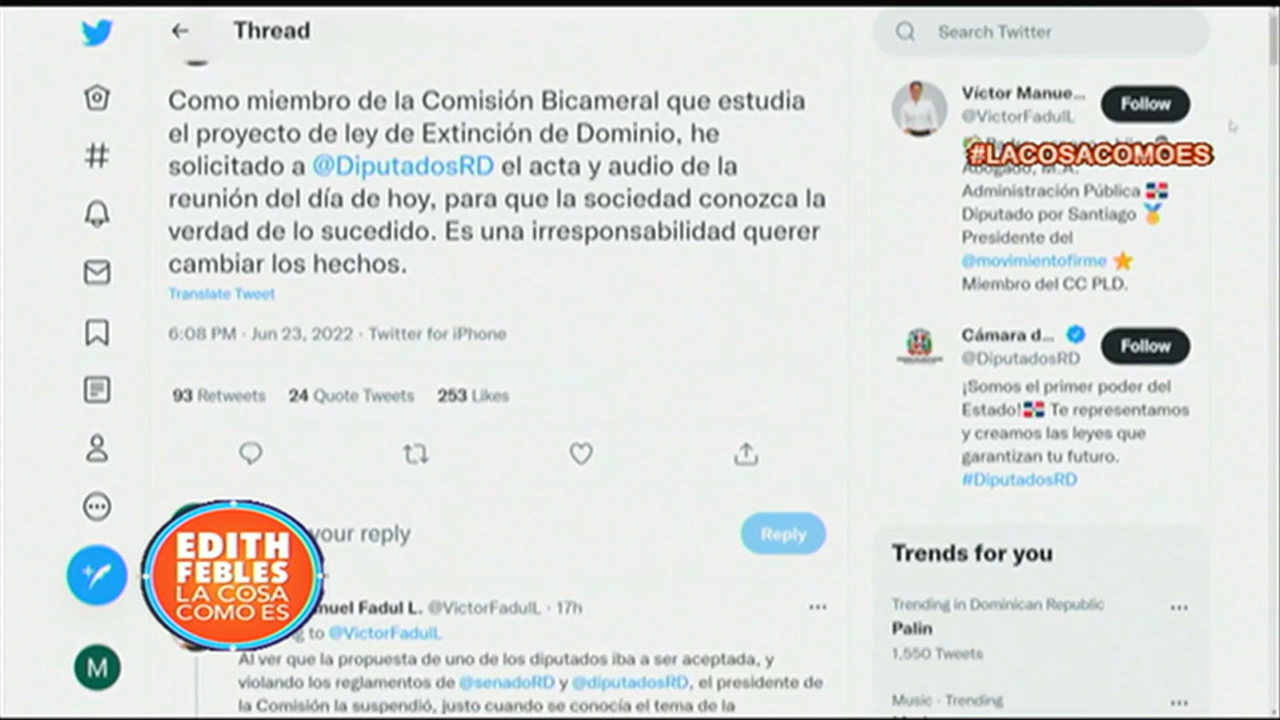 Thread
Como miembro de la Comisión Bicameral que estudia
el proyecto de ley de Extinción de Dominio, he
solicitado a @DiputadosRD el acta y audio de la
reunión del día de hoy, para que la sociedad conozca la
verdad de lo sucedido. Es una irresponsabilidad querer
cambiar los hechos.
Translate Tweet
6:08 PM · Jun 23, 2022 · Twitter for iPhone
93 Retweets 24 Quote Tweets 253 Likes
your reply
Reply
nuel Fadul L. @VictorFadulL · 17h
to @VictorFadulL
Al ver que la propuesta de uno de los diputados iba a ser aceptada, y
violando los reglamentos de @senadoRD y @diputadosRD, el presidente de
la Comisión la suspendió, justo cuando se conocía el tema de la
M
EDITH
FEBLES
LA COSA
COMO ES
Search Twitter
Víctor Manue...
@VictorFadulL
Follow
#LACOSACOMOES
Abogado, M.A.
Administración Pública
Diputado por Santiago
Presidente del
@movimientofirme
Miembro del CC PLD.
Cámara d...
@DiputadosRD
Follow
¡Somos el primer poder del
Estado! Te representamos
y creamos las leyes que
garantizan tu futuro.
#DiputadosRD
Trends for you
Trending in Dominican Republic
Palin
1,550 Tweets
Music · Trending